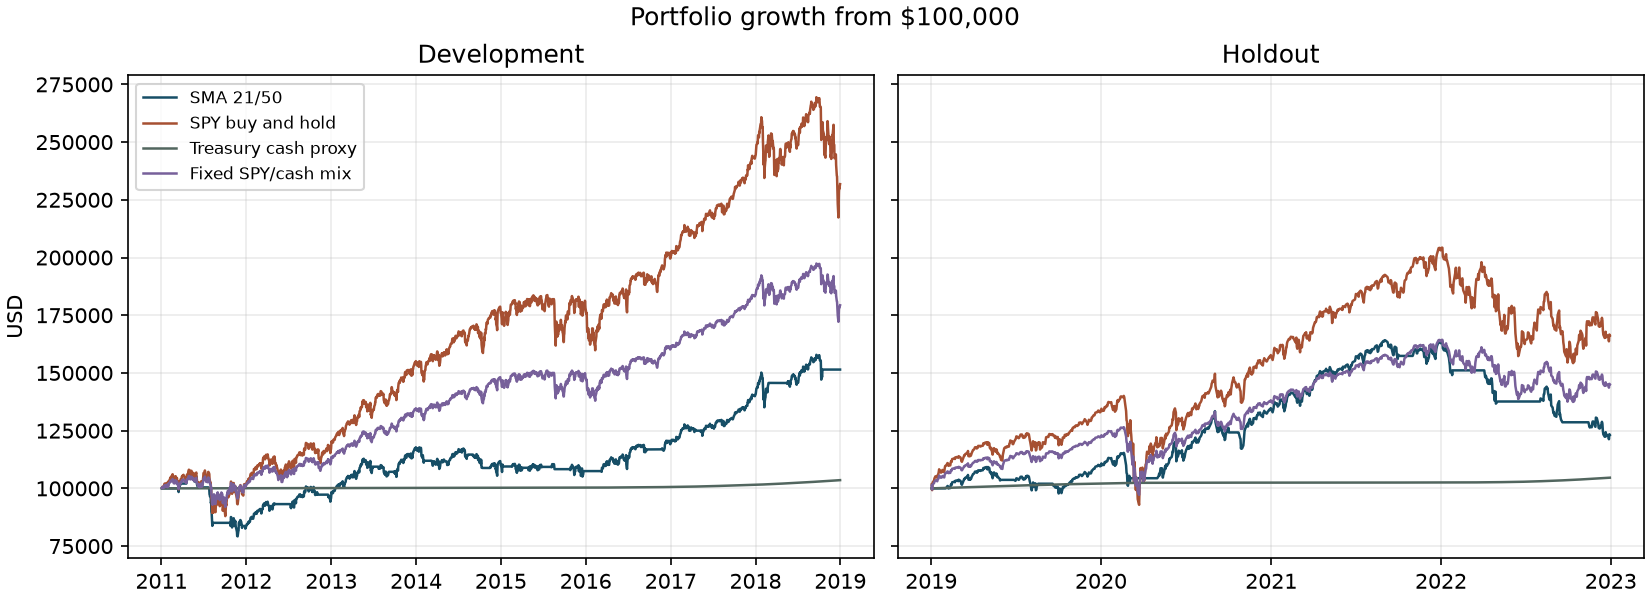 Portfolio growth from $100,000
Development
Holdout
USD
275000
250000
225000
200000
175000
150000
125000
100000
75000
SMA 21/50
SPY buy and hold
Treasury cash proxy
Fixed SPY/cash mix
2011 2012 2013 2014 2015 2016 2017 2018 2019
2019 2020 2021 2022 2023